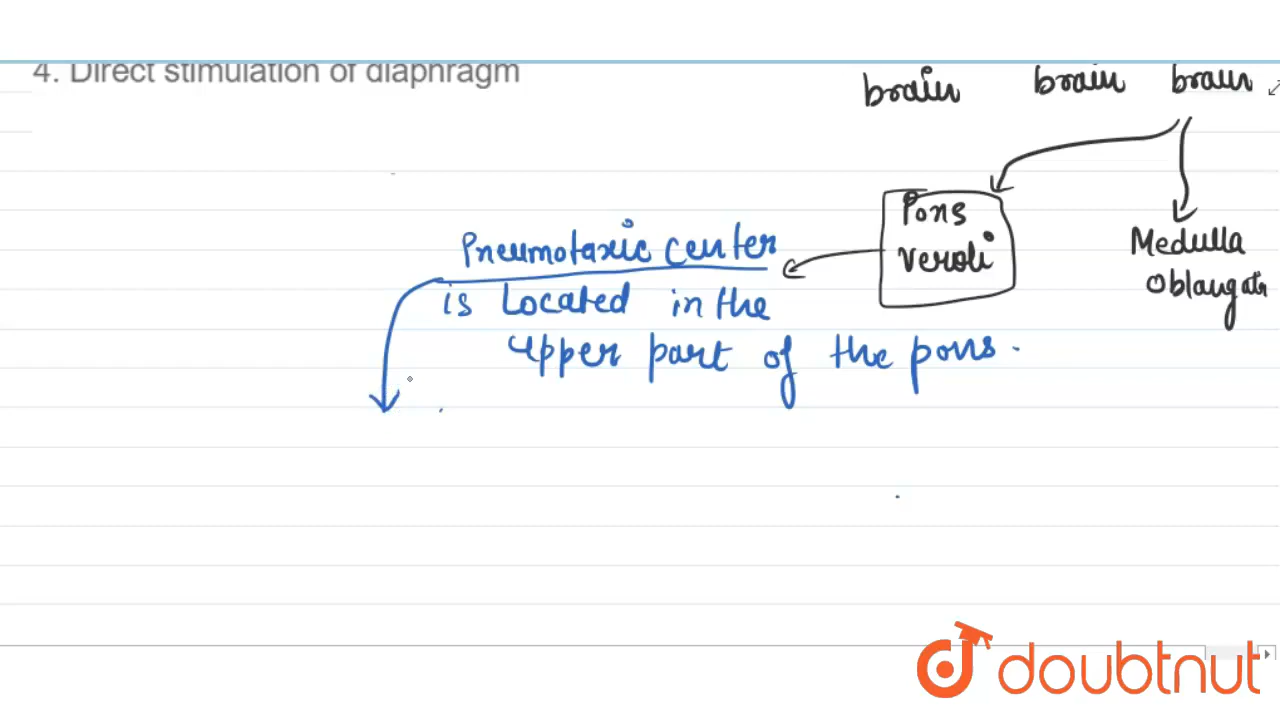 4. Direct stimulation of diaphragm
brain brain brain
Pons
veroli
Medulla
Oblangata
Pneumotaxic center
is Located in the
upper part of the pons.
doubtnut